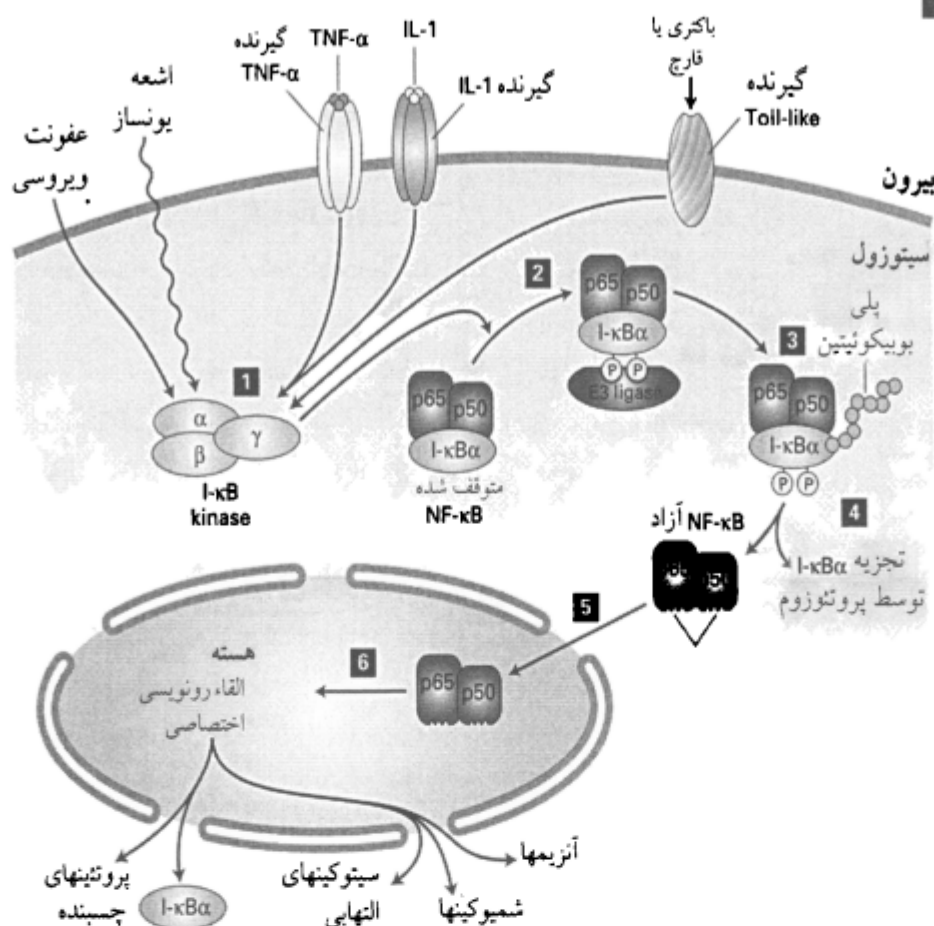 باکتری یا
قارچ
گیرنده
Toil-like
IL-1
TNF-α
گیرنده
TNF-α
گیرنده IL-1
اشعه
یونساز
عفونت
ویروسی
بیرون
سیتوزول
پلی
یوبیکوئیتین
1
2
3
p65 p50
I-κBα
P P
E3 ligase
p65 p50
I-κBα
P P
α
β
γ
I-κB
kinase
p65 p50
I-κBα
متوقف شده
NF-κB
4
NF-κB آزاد
تجزیه I-κBα
توسط پروتئوزوم
5
6
p65 p50
هسته
القاء رونویسی
اختصاصی
آنزیمها
شمیوکینها
سیتوکینهای
التهابی
پروتئینهای
چسبنده
I-κBα